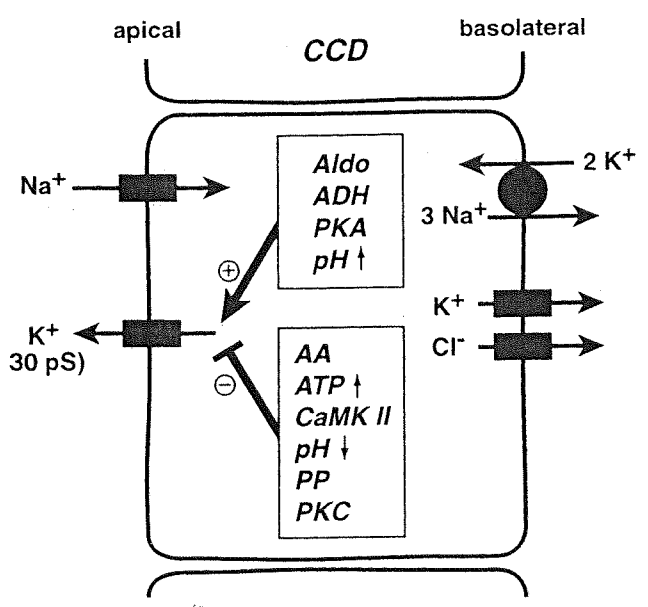 apical
CCD
basolateral
Aldo
ADH
PKA
pH ↑
Na⁺
2 K⁺
3 Na⁺
⊕
K⁺
30 pS)
⊖
K⁺
Cl⁻
AA
ATP ↑
CaMK II
pH ↓
PP
PKC